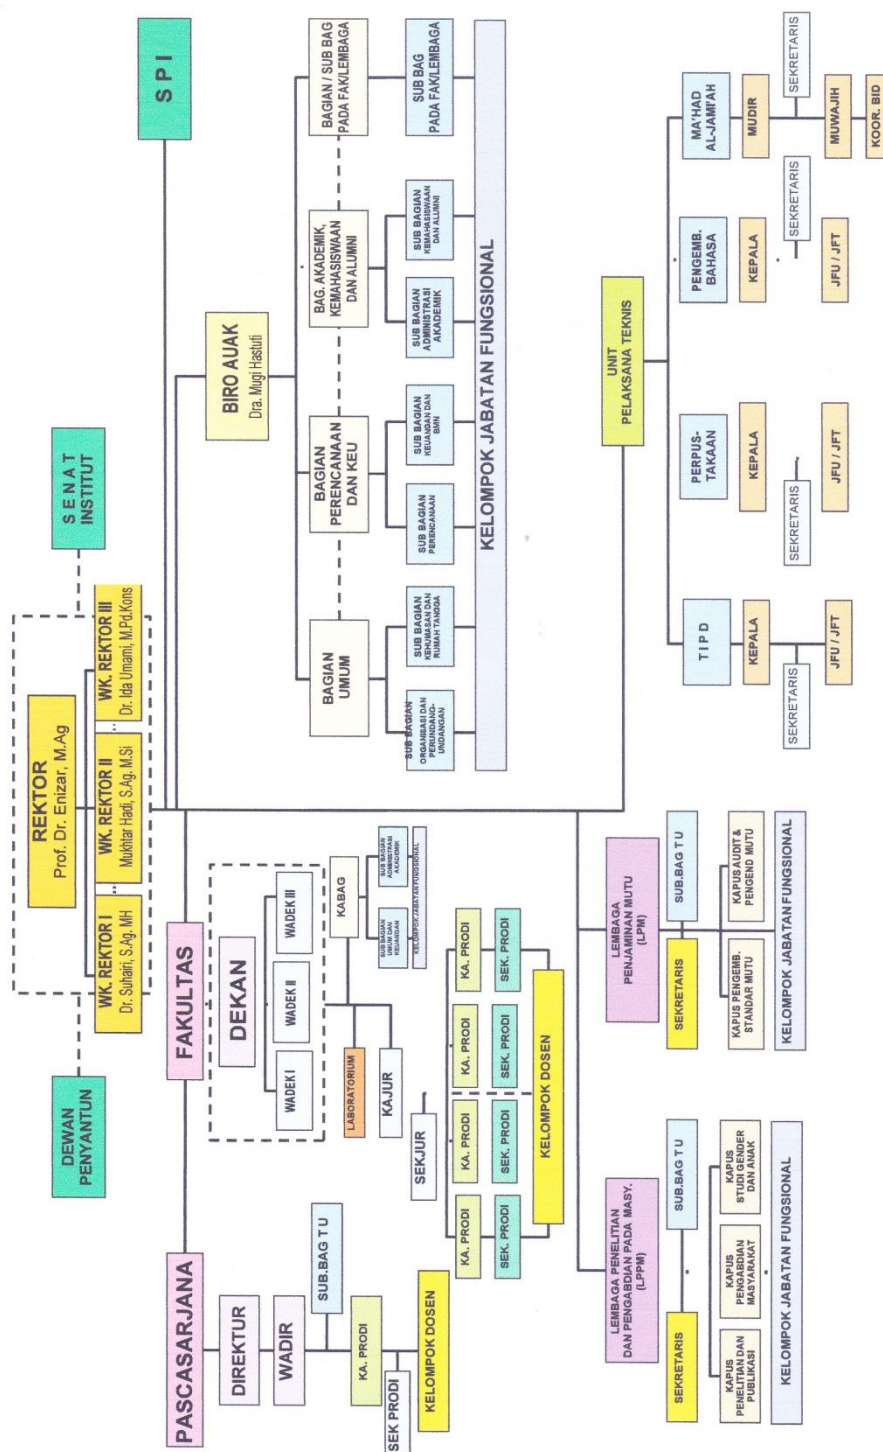 REKTOR
Prof. Dr. Enizar, M.Ag
WK. REKTOR I
Dr. Suhairi, S.Ag. MH
WK. REKTOR II
Mukhtar Hadi, S.Ag. M.Si
WK. REKTOR III
Dr. Ida Umami, M.Pd.Kons
DEWAN
PENYANTUN
SENAT
INSTITUT
PASCASARJANA
FAKULTAS
SPI
DIREKTUR
WADIR
SUB.BAG TU
KA. PRODI
SEK PRODI
KELOMPOK DOSEN
DEKAN
WADEK I
WADEK II
WADEK III
LABORATORIUM
KABAG
KAJUR
SUB BAGIAN
UMUM DAN
KEUANGAN
SUB BAGIAN
ADMINISTRASI
AKADEMIK
KELOMPOK JABATAN FUNGSIONAL
SEKJUR
KA. PRODI
KA. PRODI
KA. PRODI
KA. PRODI
SEK. PRODI
SEK. PRODI
SEK. PRODI
SEK. PRODI
KELOMPOK DOSEN
BIRO AUAK
Dra. Mugi Hastuti
BAGIAN
UMUM
BAGIAN
PERENCANAAN
DAN KEU
BAG. AKADEMIK,
KEMAHASISWAAN
DAN ALUMNI
BAGIAN / SUB BAG
PADA FAK/LEMBAGA
SUB BAGIAN
ORGANISASI DAN
PERUNDANG-
UNDANGAN
SUB BAGIAN
KEHUMASAN DAN
RUMAH TANGGA
SUB BAGIAN
PERENCANAAN
SUB BAGIAN
KEUANGAN DAN
BMN
SUB BAGIAN
ADMINISTRASI
AKADEMIK
SUB BAGIAN
KEMAHASISWAAN
DAN ALUMNI
SUB BAG
PADA FAK/LEMBAGA
KELOMPOK JABATAN FUNGSIONAL
LEMBAGA PENELITIAN
DAN PENGABDIAN PADA MASY.
(LPPM)
SEKRETARIS
SUB.BAG TU
KAPUS
PENELITIAN DAN
PUBLIKASI
KAPUS
PENGABDIAN
MASYARAKAT
KAPUS
STUDI GENDER
DAN ANAK
KELOMPOK JABATAN FUNGSIONAL
LEMBAGA
PENJAMINAN MUTU
(LPM)
SEKRETARIS
SUB.BAG TU
KAPUS PENGEMB.
STANDAR MUTU
KAPUS AUDIT &
PENGEND MUTU
KELOMPOK JABATAN FUNGSIONAL
UNIT
PELAKSANA TEKNIS
TIPD
PERPUS-
TAKAAN
PENGEMB.
BAHASA
MA'HAD
AL-JAMI'AH
KEPALA
KEPALA
KEPALA
MUDIR
SEKRETARIS
SEKRETARIS
SEKRETARIS
SEKRETARIS
JFU / JFT
JFU / JFT
JFU / JFT
MUWAJIH
KOOR. BID